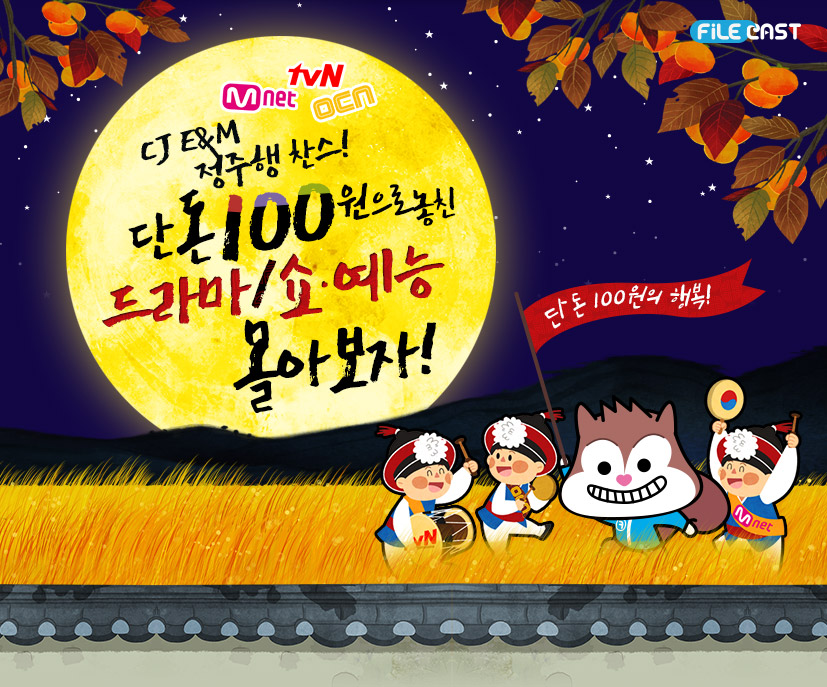 FiLE CAST
tvN
Mnet
OCN
CJ E&M
정주행 찬스!
단돈 100원으로 놓친
드라마/쇼·예능
몰아보자!
단돈 100원의 행복!
tvN
Mnet